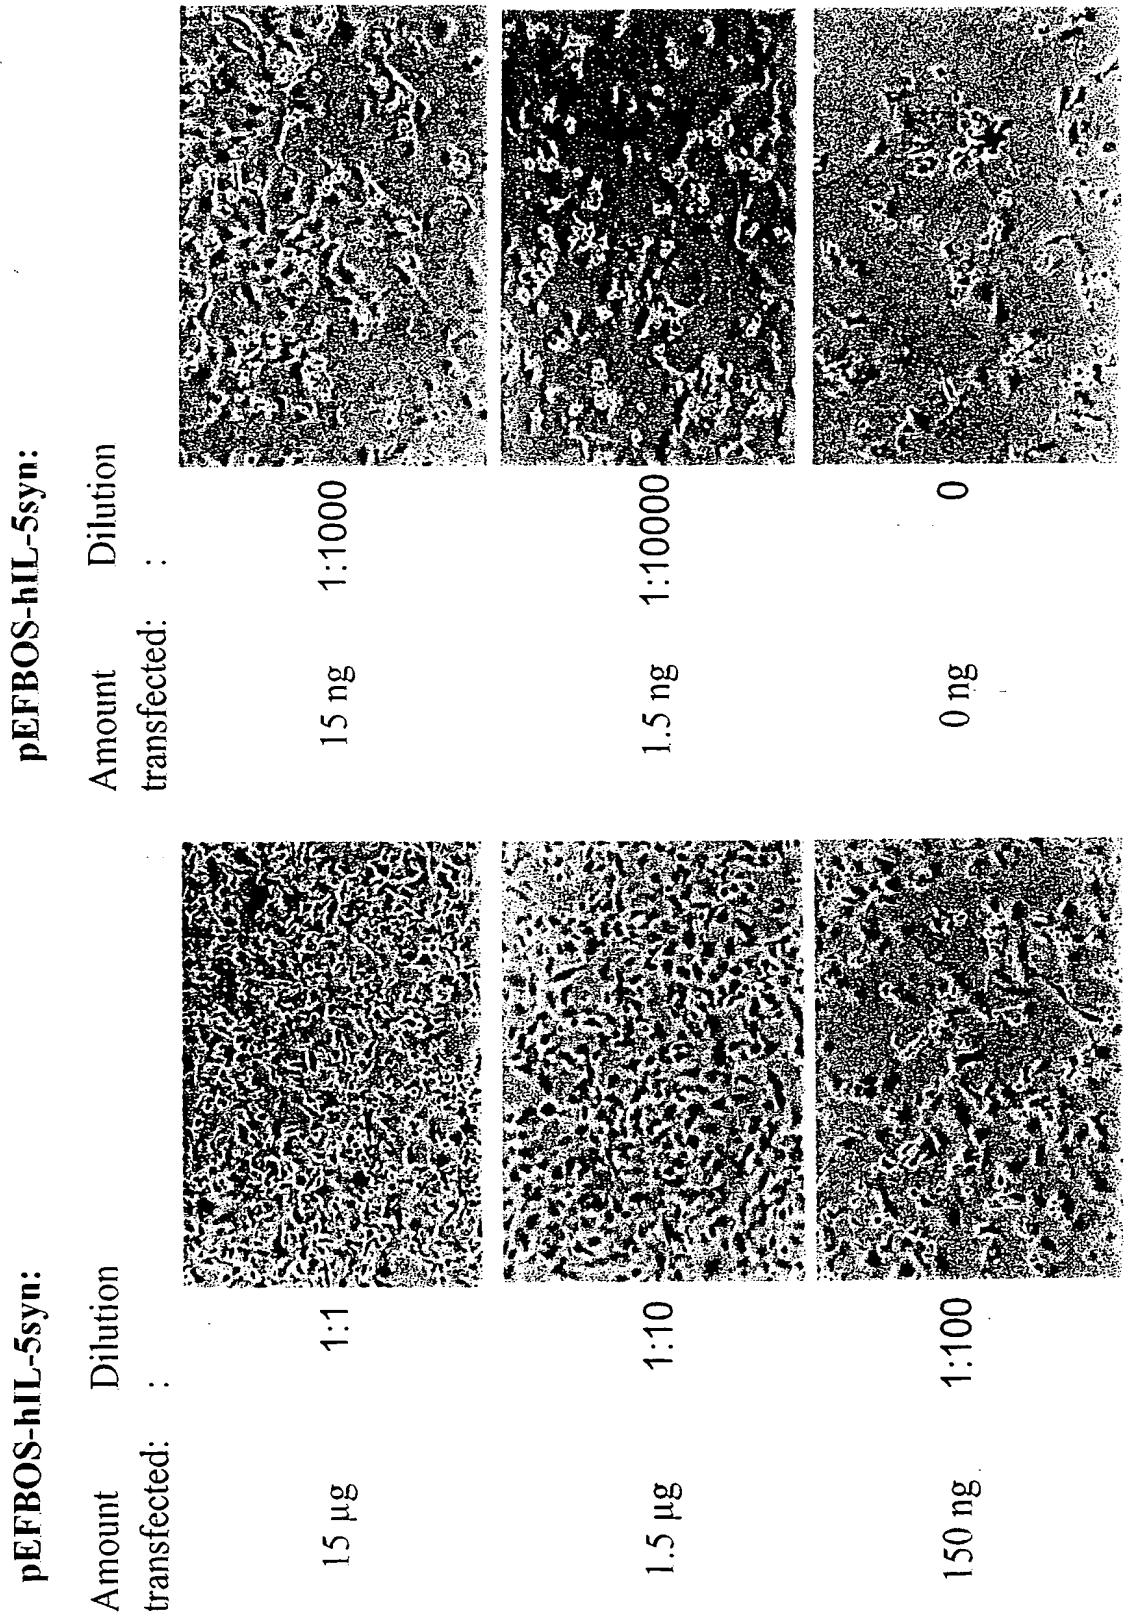 pEFBOS-hIL-5syn:
Amount Dilution
transfected: :
15 µg 1:1
1.5 µg 1:10
150 ng 1:100
pEFBOS-hIL-5syn:
Amount Dilution
transfected: :
15 ng 1:1000
1.5 ng 1:10000
0 ng 0